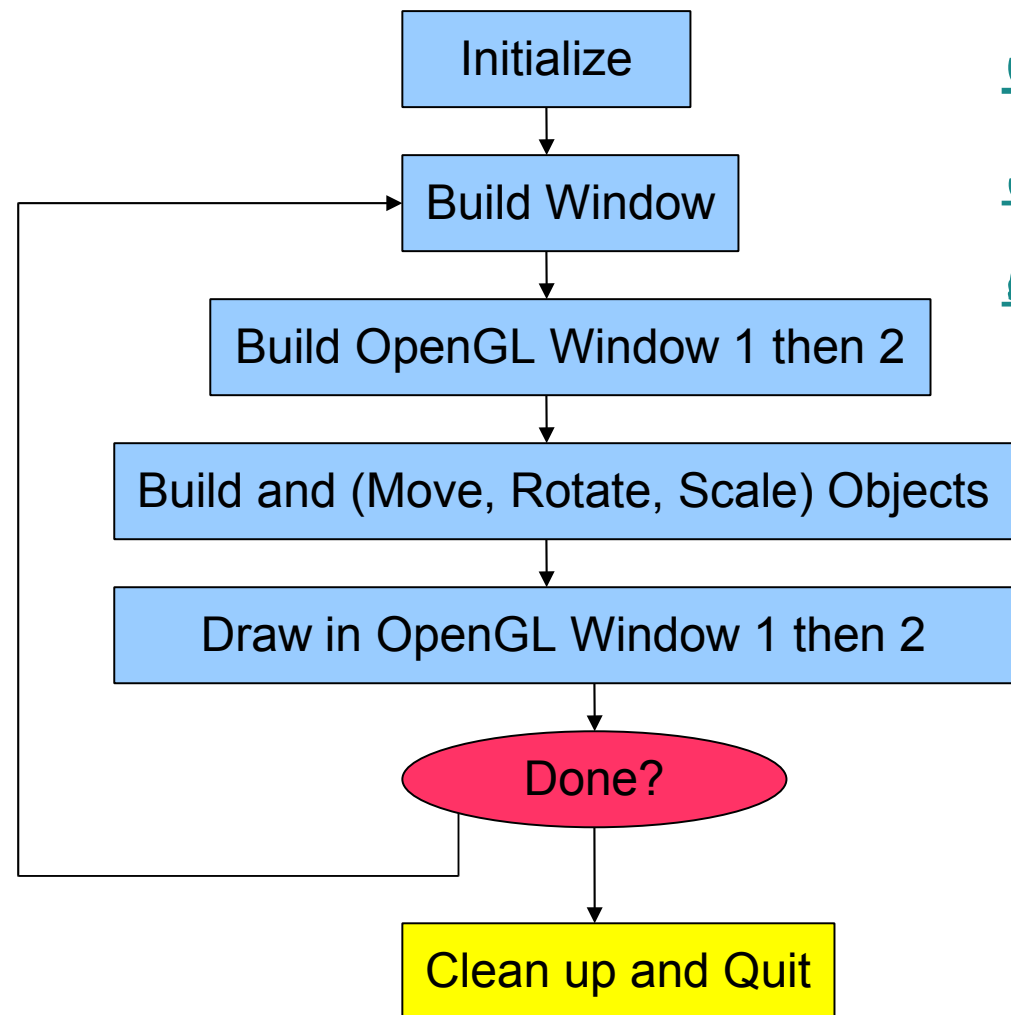 Initialize
Build Window
Build OpenGL Window 1 then 2
Build and (Move, Rotate, Scale) Objects
Draw in OpenGL Window 1 then 2
Done?
Clean up and Quit